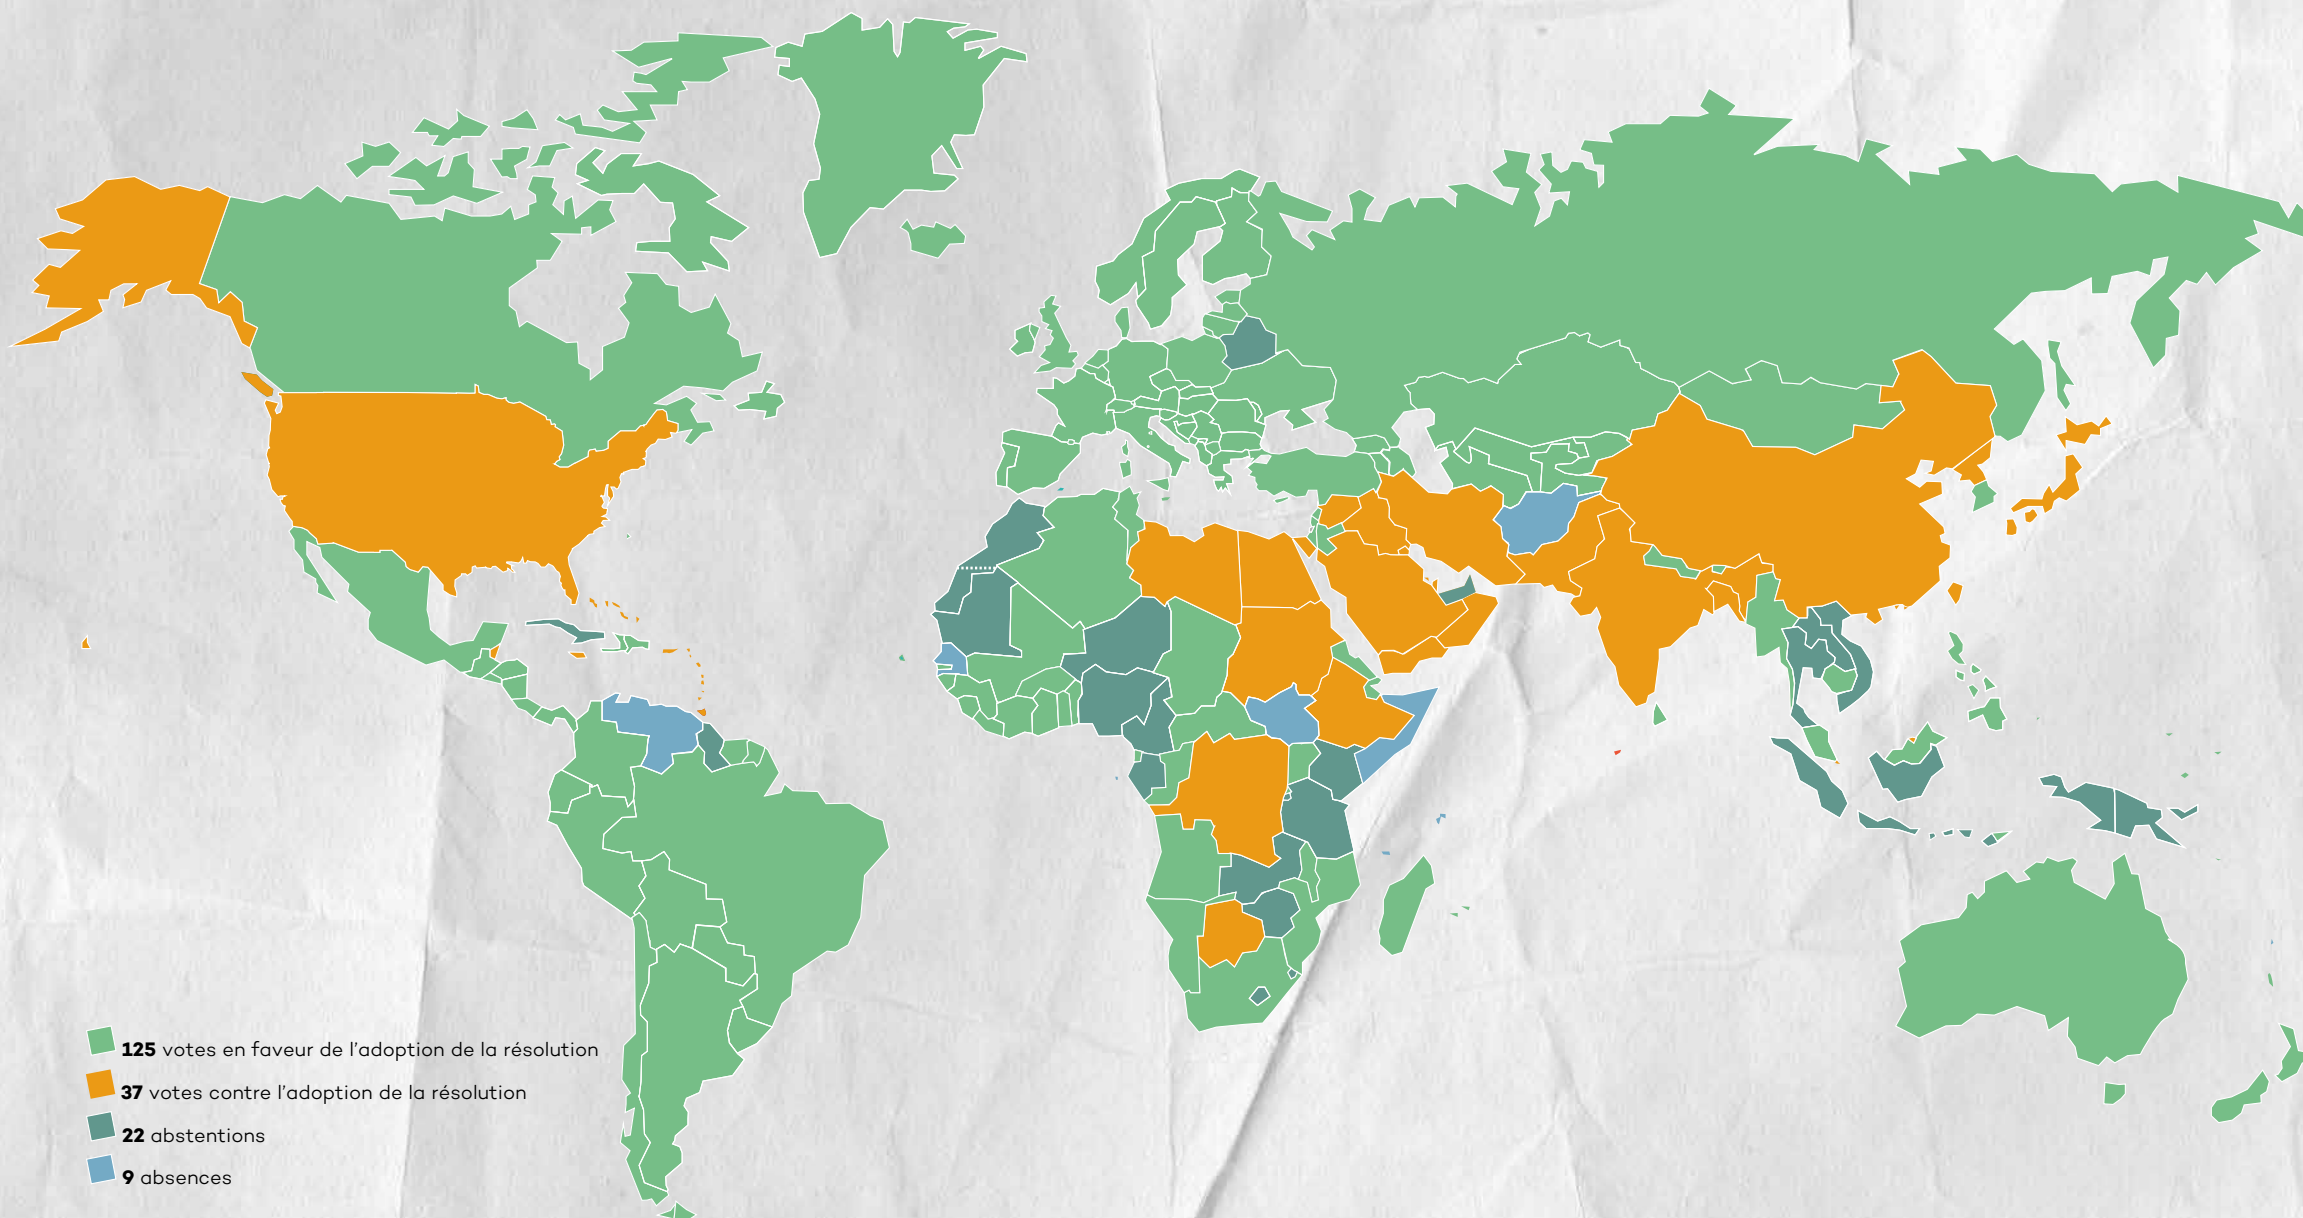 125 votes en faveur de l’adoption de la résolution
37 votes contre l’adoption de la résolution
22 abstentions
9 absences